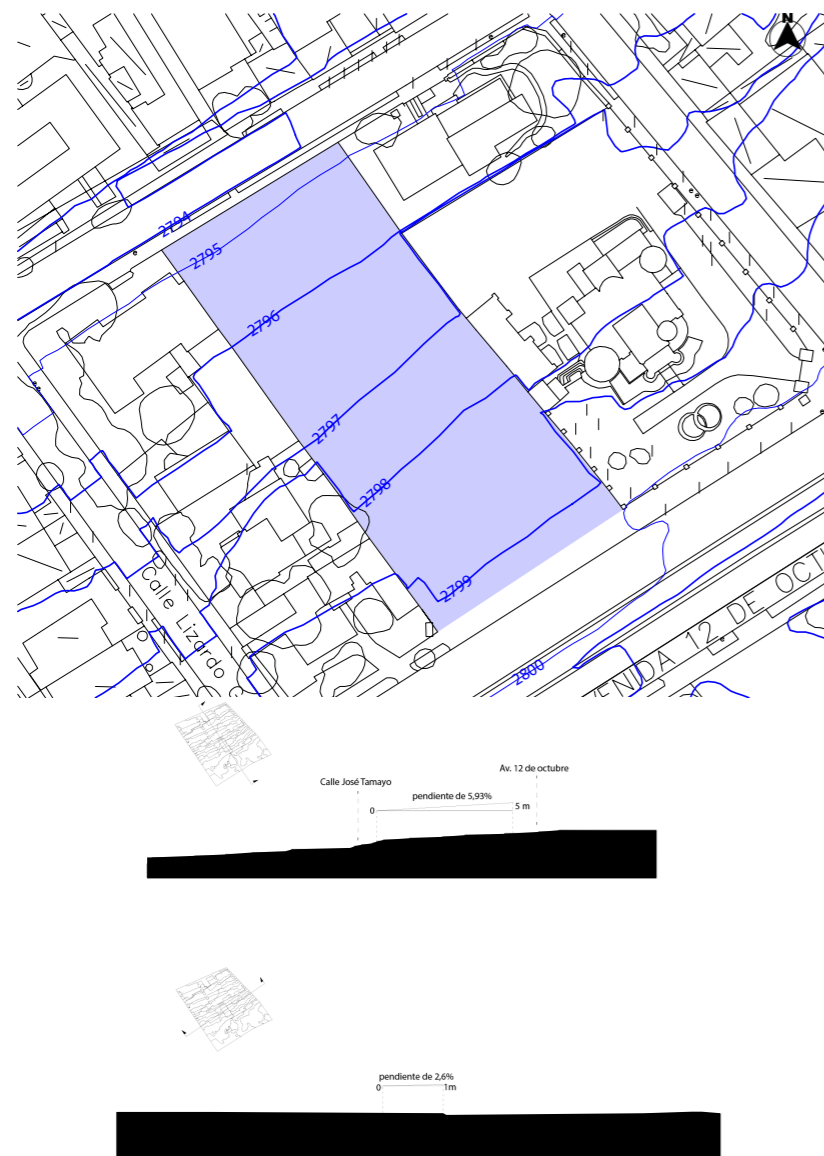 N
2794
2795
2796
2797
2798
2799
2800
Calle Lizardo
ENDA 12 DE OCT
Calle José Tamayo
Av. 12 de octubre
pendiente de 5,93%
0
5 m
pendiente de 2,6%
0
1m